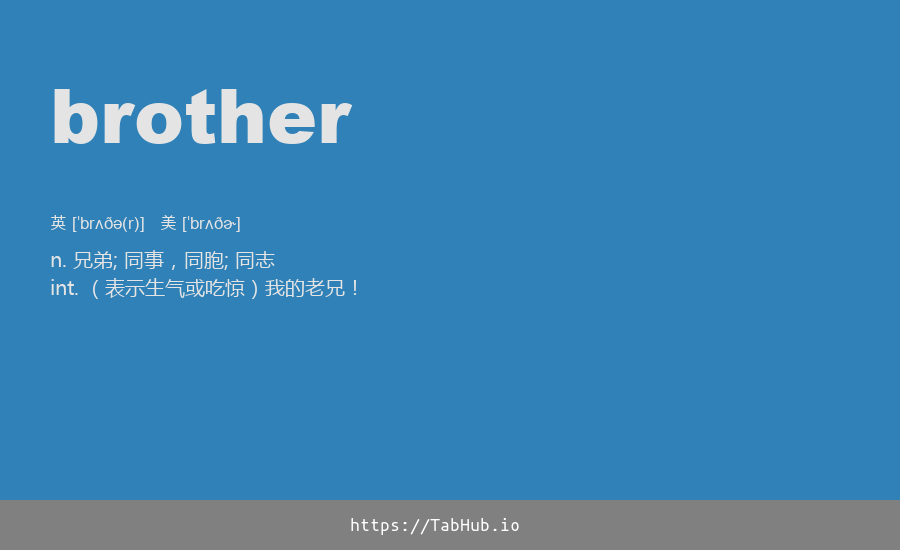 brother
英 [ˈbrʌðə(r)] 美 [ˈbrʌðɚ]
n. 兄弟; 同事，同胞; 同志
int. （表示生气或吃惊）我的老兄！
https://TabHub.io